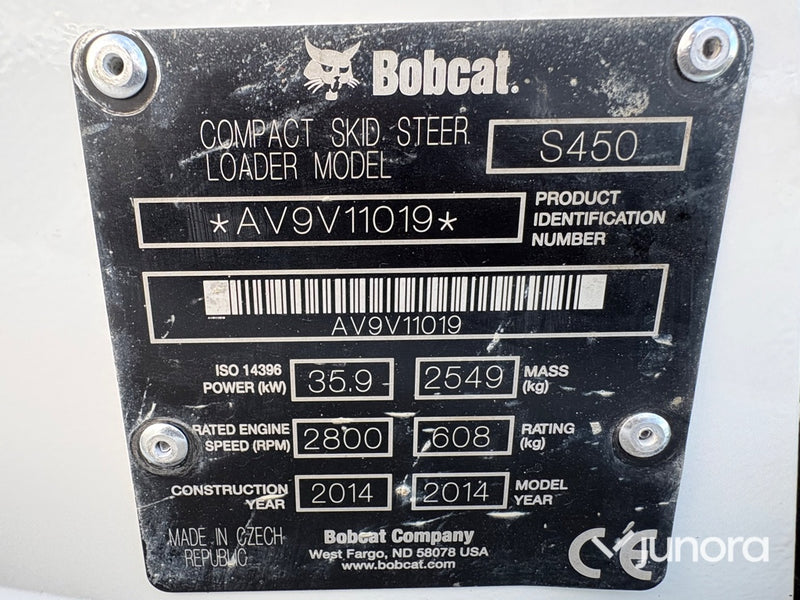 Bobcat.
COMPACT SKID STEER
LOADER MODEL
S450
*AV9V11019*
PRODUCT
IDENTIFICATION
NUMBER
AV9V11019
ISO 14396
POWER (kW)
35.9
2549
MASS
(kg)
RATED ENGINE
SPEED (RPM)
2800
608
RATING
(kg)
CONSTRUCTION
YEAR
2014
2014
MODEL
YEAR
MADE IN CZECH
REPUBLIC
Bobcat Company
West Fargo, ND 58078 USA
www.bobcat.com
CE
junora